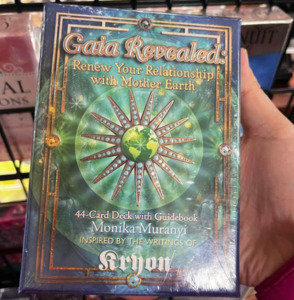 Gaia Revealed:
Renew Your Relationship
with Mother Earth
44-Card Deck with Guidebook
Monika Muranyi
INSPIRED BY THE WRITINGS OF
Kryon